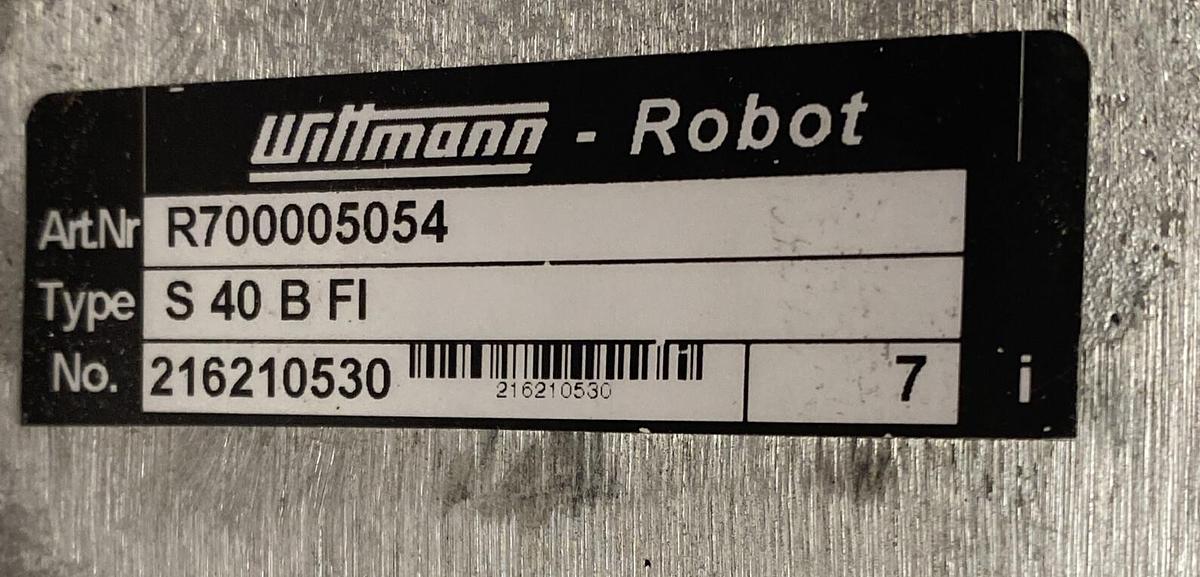 Wittmann - Robot
Art.Nr R700005054
Type S 40 B FI
No. 216210530 7 i
216210530